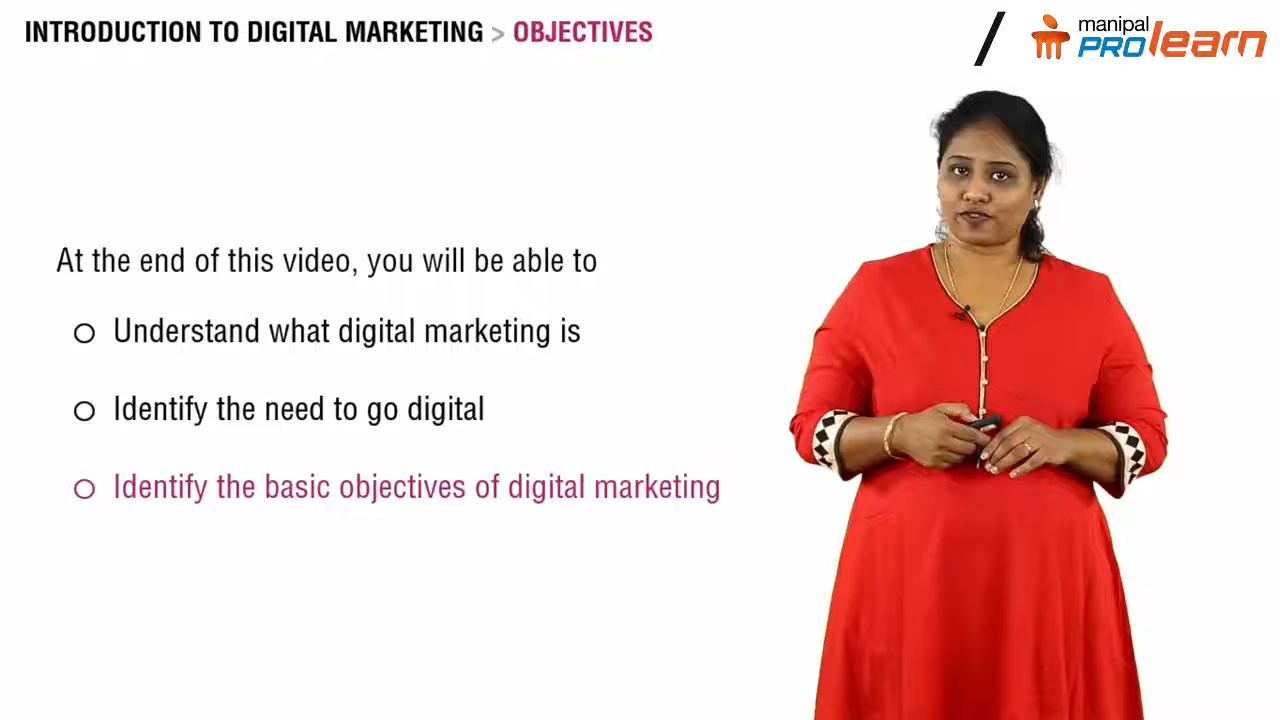 INTRODUCTION TO DIGITAL MARKETING > OBJECTIVES
manipal
PROlearn
At the end of this video, you will be able to
Understand what digital marketing is
Identify the need to go digital
Identify the basic objectives of digital marketing